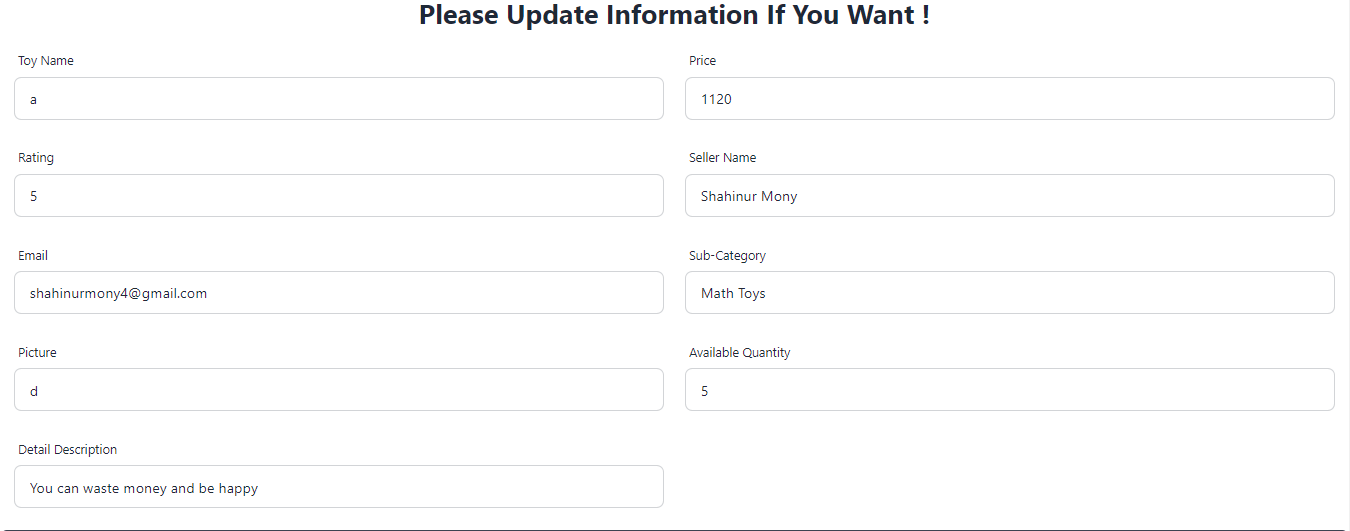 Please Update Information If You Want !
Toy Name
Price
a
1120
Rating
Seller Name
5
Shahinur Mony
Email
Sub-Category
shahinurmony4@gmail.com
Math Toys
Picture
Available Quantity
d
5
Detail Description
You can waste money and be happy